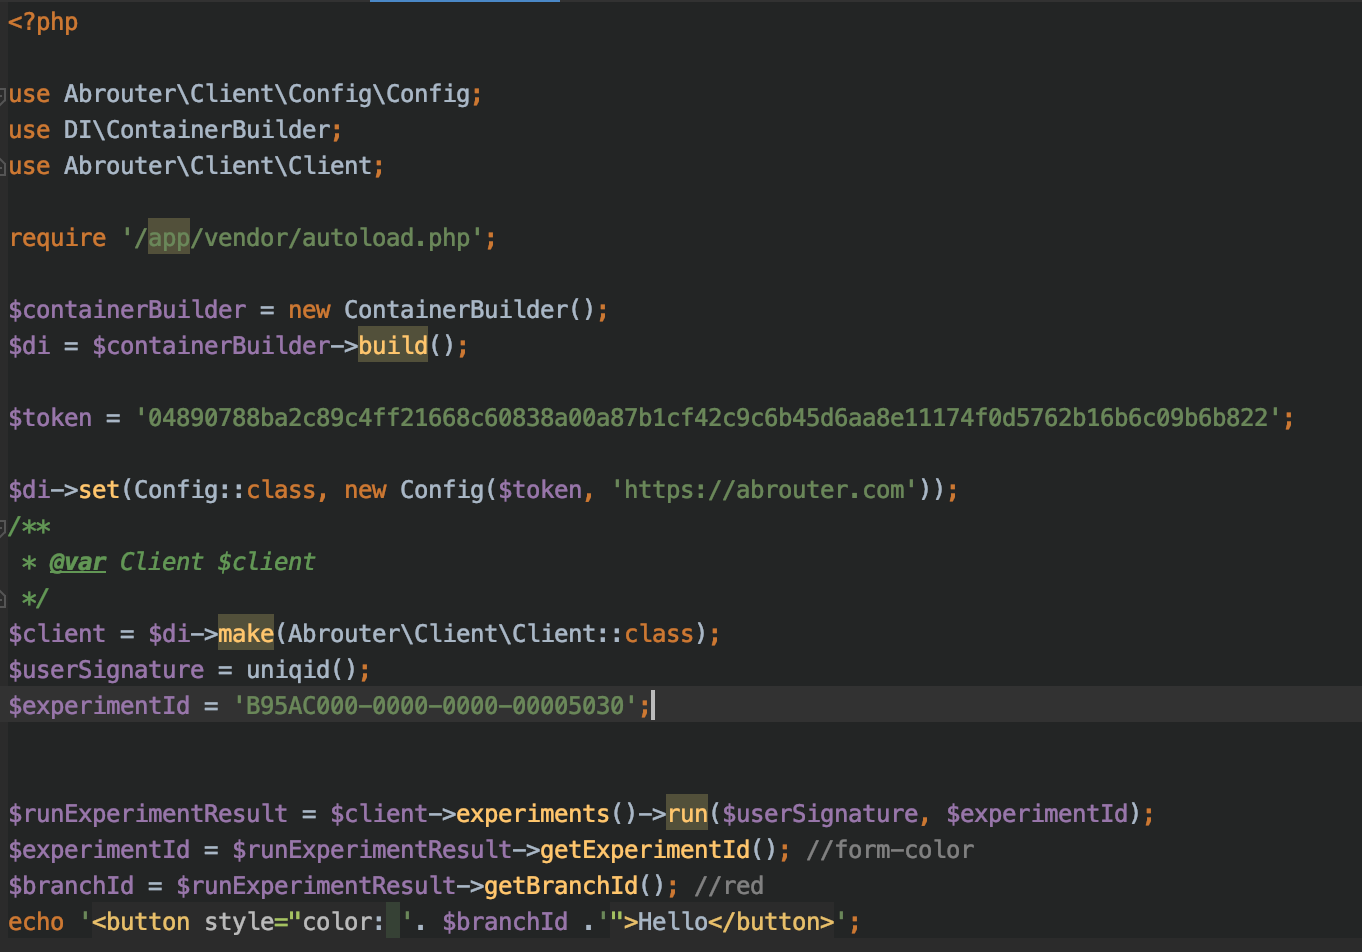 <?php
use Abrouter\Client\Config\Config;
use DI\ContainerBuilder;
use Abrouter\Client\Client;
require '/app/vendor/autoload.php';
$containerBuilder = new ContainerBuilder();
$di = $containerBuilder->build();
$token = '04890788ba2c89c4ff21668c60838a00a87b1cf42c9c6b45d6aa8e11174f0d5762b16b6c09b6b822';
$di->set(Config::class, new Config($token, 'https://abrouter.com'));
/**
 * @var Client $client
 */
$client = $di->make(Abrouter\Client\Client::class);
$userSignature = uniqid();
$experimentId = 'B95AC000-0000-0000-00005030';
$runExperimentResult = $client->experiments()->run($userSignature, $experimentId);
$experimentId = $runExperimentResult->getExperimentId(); //form-color
$branchId = $runExperimentResult->getBranchId(); //red
echo '<button style="color: '. $branchId .'">Hello</button>';